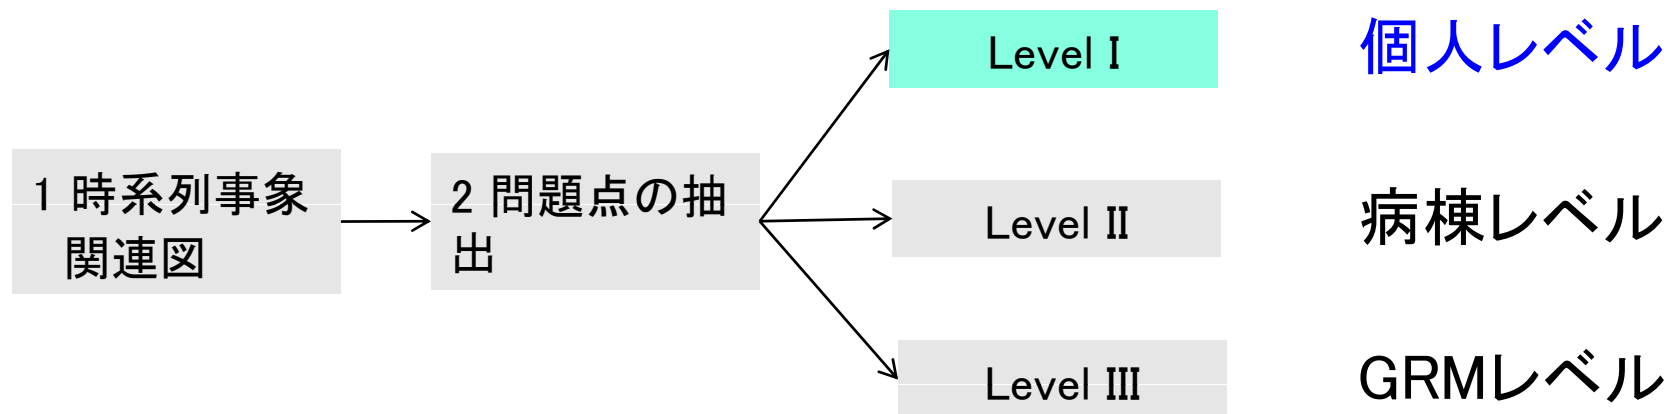 1 時系列事象
関連図
2 問題点の抽
出
Level Ⅰ
個人レベル
Level Ⅱ
病棟レベル
Level Ⅲ
GRMレベル